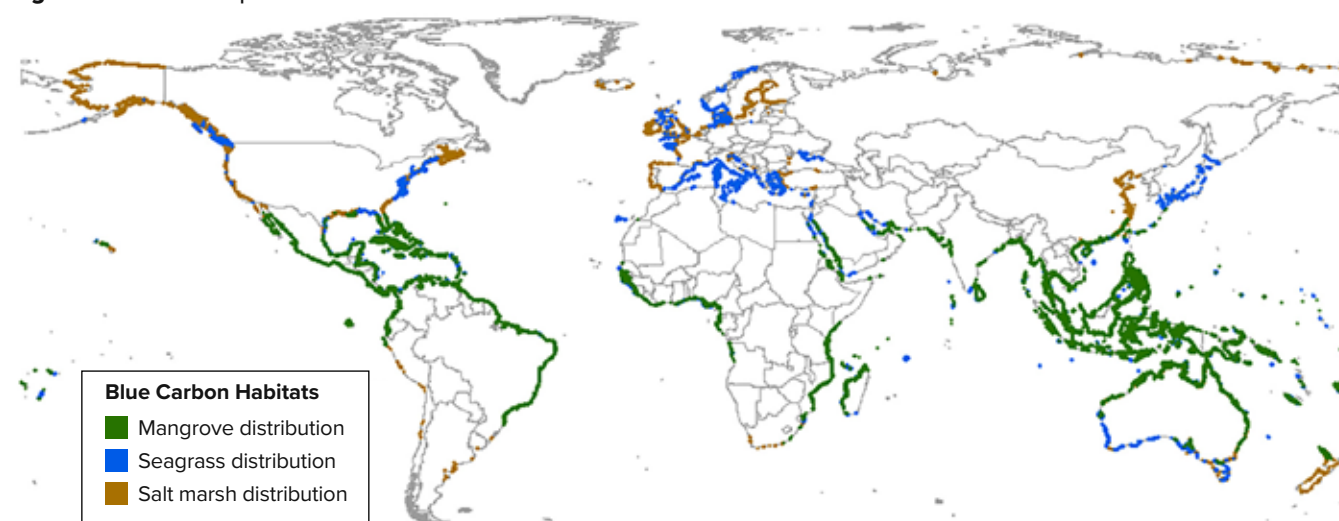 Blue Carbon Habitats
Mangrove distribution
Seagrass distribution
Salt marsh distribution